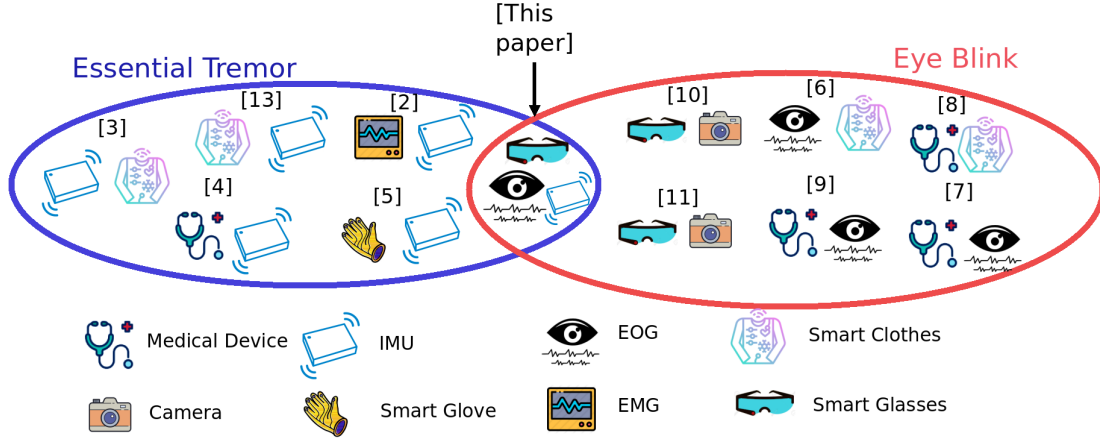 [This
paper]
Essential Tremor
Eye Blink
[3]
[13]
[2]
[10]
[6]
[8]
[4]
[5]
[11]
[9]
[7]
Medical Device
IMU
EOG
Smart Clothes
Camera
Smart Glove
EMG
Smart Glasses